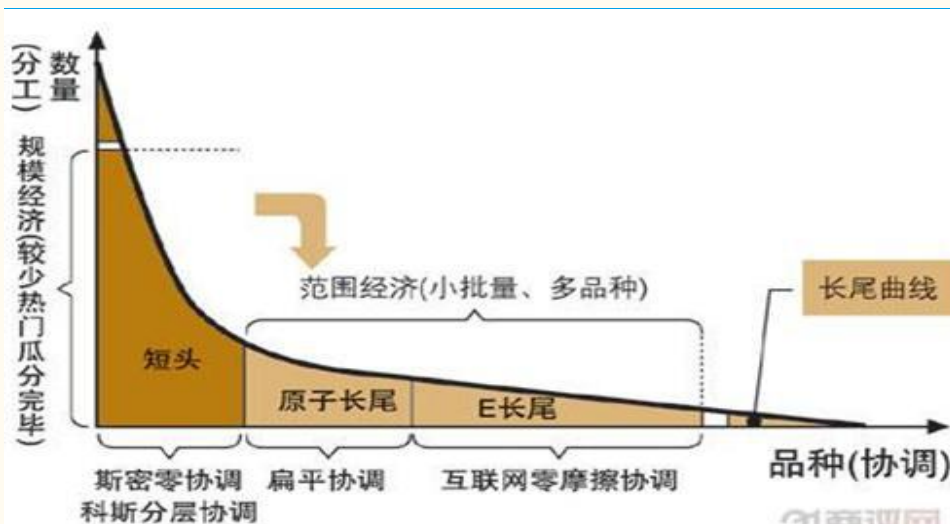 数量
(分工)
规模经济(较少热门瓜分完毕)
范围经济(小批量、多品种)
长尾曲线
短头
原子长尾
E长尾
斯密零协调
科斯分层协调
扁平协调
互联网零摩擦协调
品种(协调)